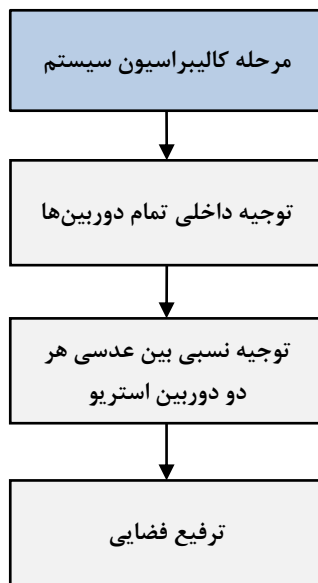 مرحله کالیبراسیون سیستم
توجیه داخلی تمام دوربین‌ها
توجیه نسبی بین عدسی هر
دو دوربین استریو
ترفیع فضایی